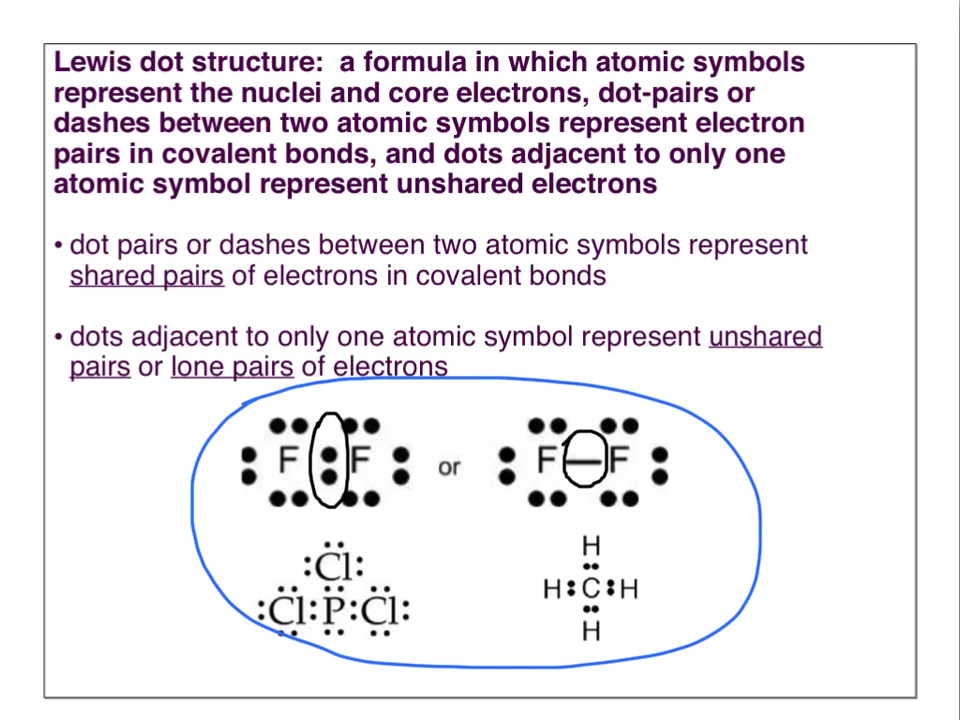 Lewis dot structure:  a formula in which atomic symbols
represent the nuclei and core electrons, dot-pairs or
dashes between two atomic symbols represent electron
pairs in covalent bonds, and dots adjacent to only one
atomic symbol represent unshared electrons
• dot pairs or dashes between two atomic symbols represent
shared pairs of electrons in covalent bonds
• dots adjacent to only one atomic symbol represent unshared
pairs or lone pairs of electrons
F : F or F — F
:Cl:
:Cl:P:Cl:
H
H:C:H
H